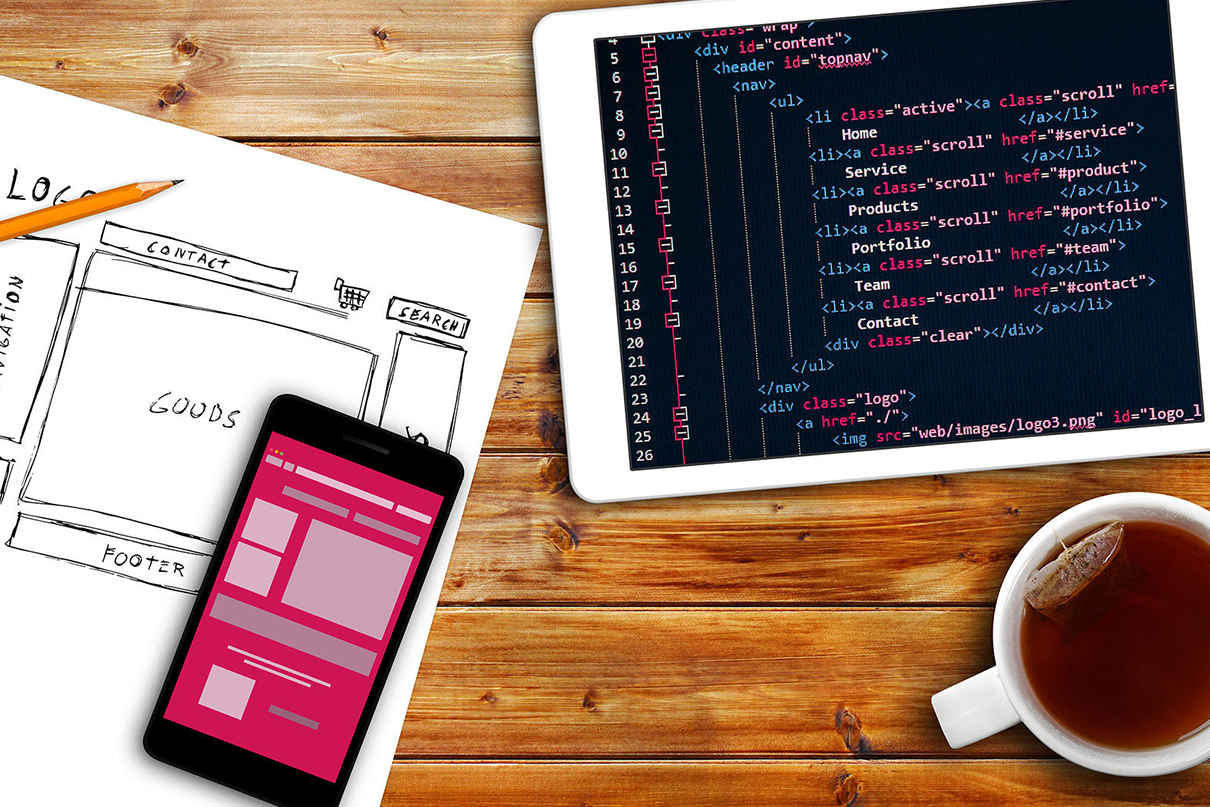 LOGO
CONTACT
SEARCH
GOODS
FOOTER
4 <div class="wrap">
5 <div id="content">
6 <header id="topnav">
7 <nav>
8 <ul>
9 <li class="active"><a class="scroll" href=
10 Home </a></li>
11 <li><a class="scroll" href="#service">
12 Service </a></li>
13 <li><a class="scroll" href="#product">
14 Products </a></li>
15 <li><a class="scroll" href="#portfolio">
16 Portfolio </a></li>
17 <li><a class="scroll" href="#team">
18 Team </a></li>
19 <li><a class="scroll" href="#contact">
20 Contact </a></li>
21 <div class="clear"></div>
22 </ul>
23 </nav>
24 <div class="logo">
25 <a href="./">
26 <img src="web/images/logo3.png" id="logo_l